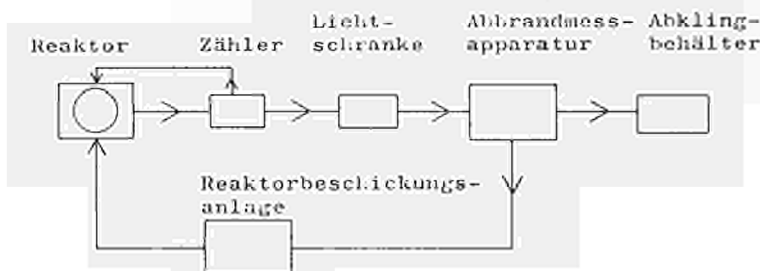 Reaktor
Zähler
Licht-
schranke
Abbrandmess-
apparatur
Abkling-
behälter
Reaktorbeschickungs-
anlage